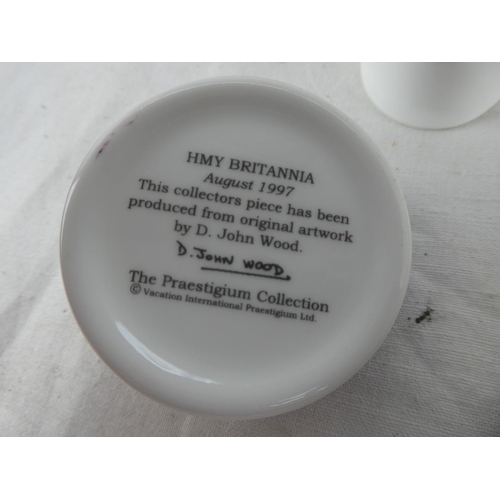 HMY BRITANNIA
August 1997
This collectors piece has been
produced from original artwork
by D. John Wood.
D. JOHN WOOD.
The Praestigium Collection
© Vacation International Praestigium Ltd.